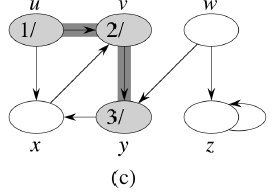 u v w
1/ 2/
3/
x y z
(c)